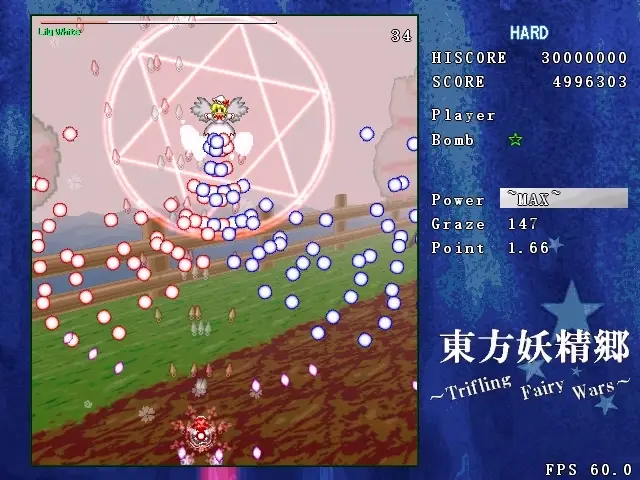 Lily White
34
HARD
HISCORE 30000000
SCORE 4996303
Player
Bomb ☆
Power ~MAX~
Graze 147
Point 1.66
東方妖精郷
~Trifling Fairy Wars~
FPS 60.0